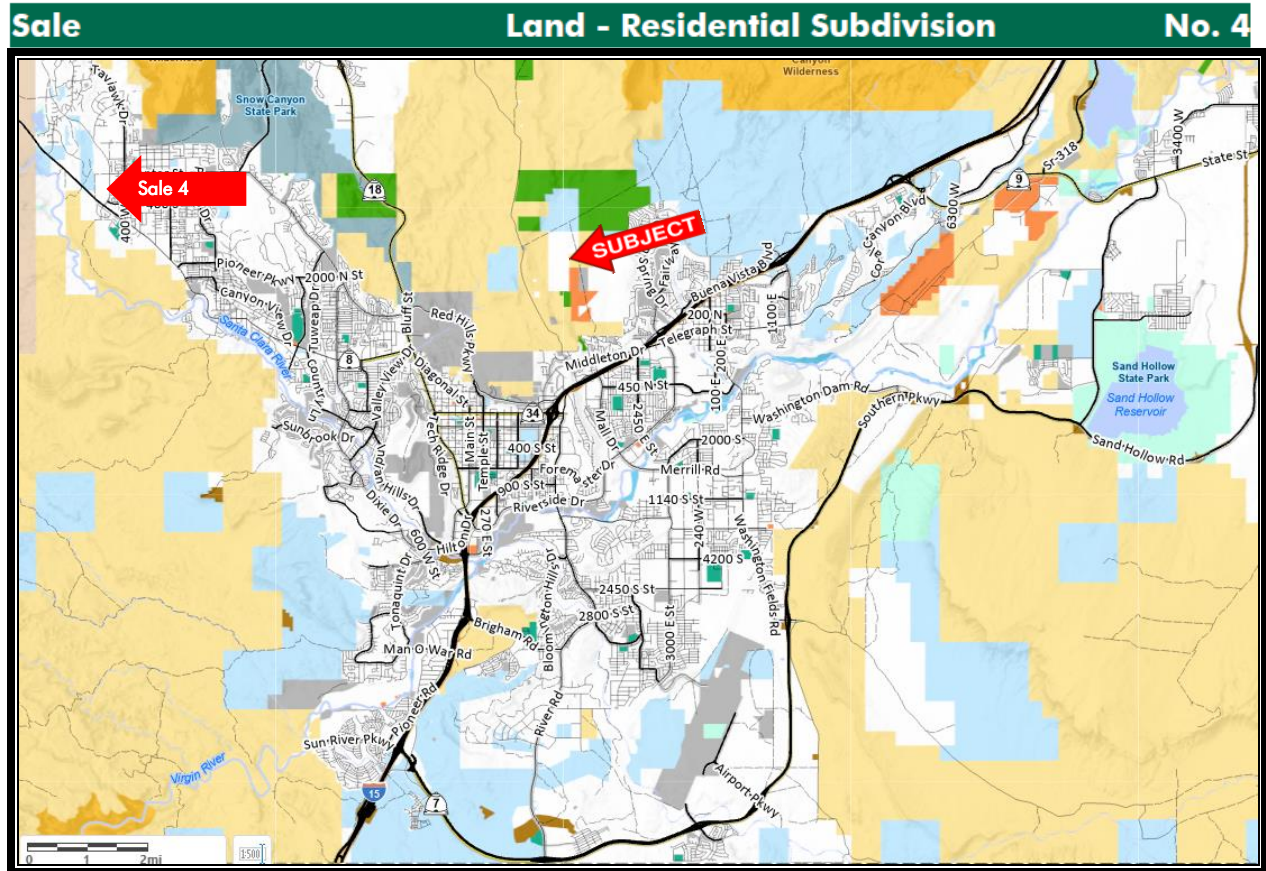 Sale Land - Residential Subdivision No. 4
Canyon
Wilderness
Snow Canyon
State Park
Sale 4
400 W
18
SUBJECT
Sr-318
9
3400 W
State St
6300 W
Coral Canyon Blvd
Buena Vista Blvd
Pioneer Pkwy
2000 N St
Canyon View Dr
Tuweap Dr
Bluff St
Red Hills Pkwy
Santa Clara River
200 N
Telegraph St
1100 E
200 E
100 E
Middleton Dr
8
Country Ln
Valley View Dr
Diagonal St
450 N St
Washington Dam Rd
Southern Pkwy
Sand Hollow
State Park
Sand Hollow
Reservoir
Sand Hollow Rd
34
Sunbrook Dr
Tech Ridge Dr
Main St
Temple St
400 S St
Mall Dr
2450 E St
2000 S
Merrill Rd
Indian Hills Dr
Dixie Dr
600 W St
900 S St
Foremaster Dr
Riverside Dr
1140 S St
240 W
Washington Fields Rd
270 E St
Hilton Dr
4200 S
Tonaquint Dr
Bloomington Hills Dr
2450 S St
2800 S St
3000 E St
Brigham Rd
Man O War Rd
Pioneer Rd
River Rd
Sun River Pkwy
Virgin River
15
7
Airport Pkwy
0 1 2mi
1:500